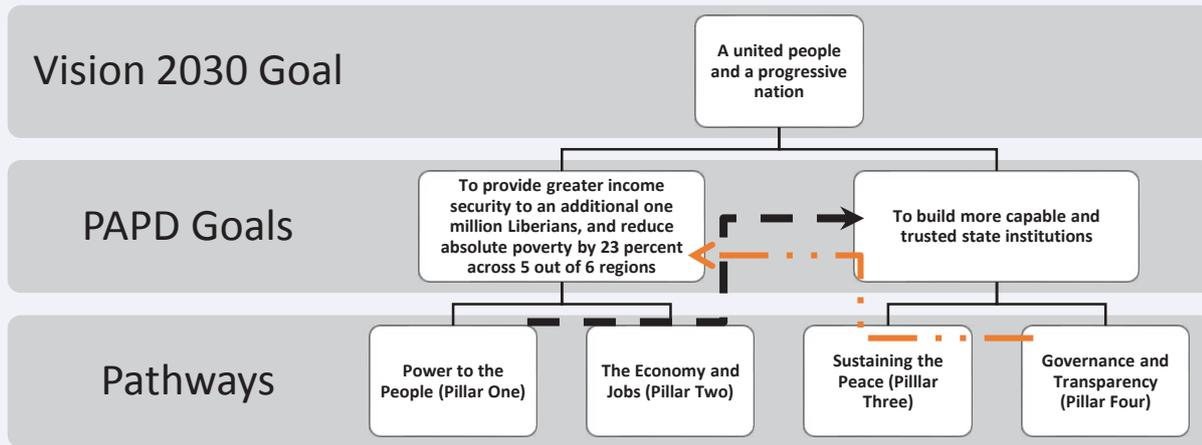 Vision 2030 Goal
A united people
and a progressive
nation
PAPD Goals
To provide greater income
security to an additional one
million Liberians, and reduce
absolute poverty by 23 percent
across 5 out of 6 regions
To build more capable and
trusted state institutions
Pathways
Power to the
People (Pillar One)
The Economy and
Jobs (Pillar Two)
Sustaining the
Peace (Pilllar
Three)
Governance and
Transparency
(Pillar Four)